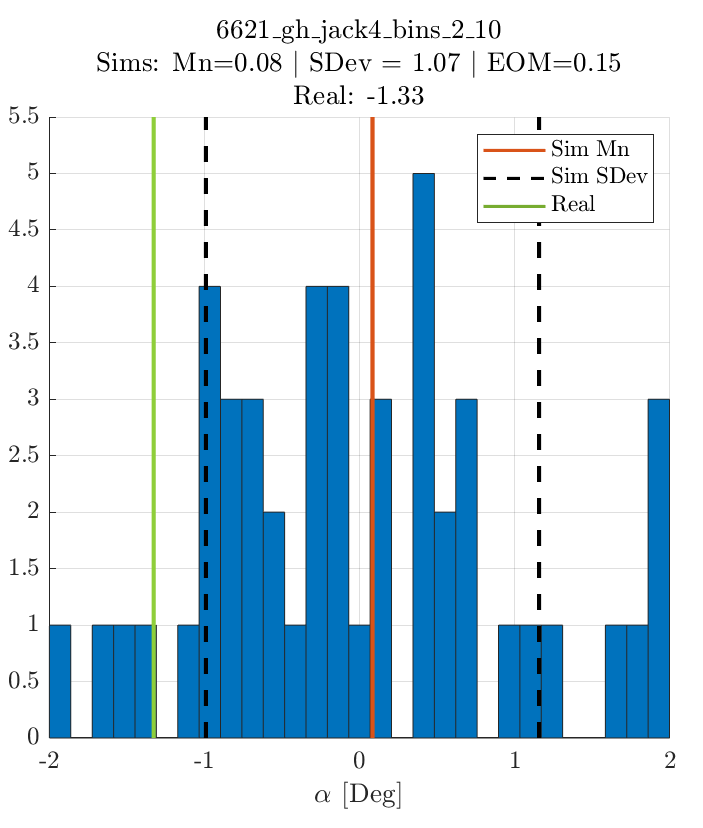 6621_gh_jack4_bins_2_10
Sims: Mn=0.08 | SDev = 1.07 | EOM=0.15
Real: -1.33
5.5
5
4.5
4
3.5
3
2.5
2
1.5
1
0.5
0
Sim Mn
Sim SDev
Real
-2 -1 0 1 2
α [Deg]